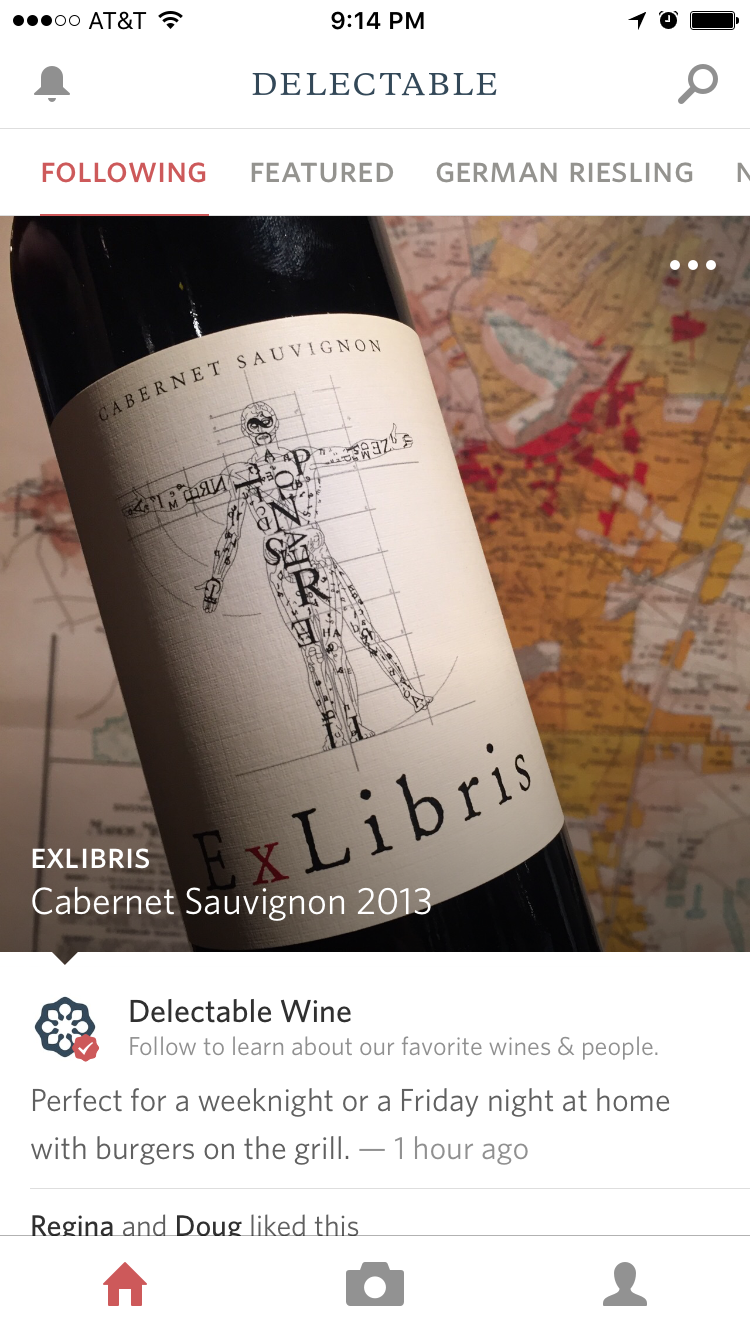 AT&T 9:14 PM
DELECTABLE
FOLLOWING FEATURED GERMAN RIESLING N
CABERNET SAUVIGNON
ExLibris
EXLIBRIS
Cabernet Sauvignon 2013
Delectable Wine
Follow to learn about our favorite wines & people.
Perfect for a weeknight or a Friday night at home
with burgers on the grill. — 1 hour ago
Regina and Doug liked this